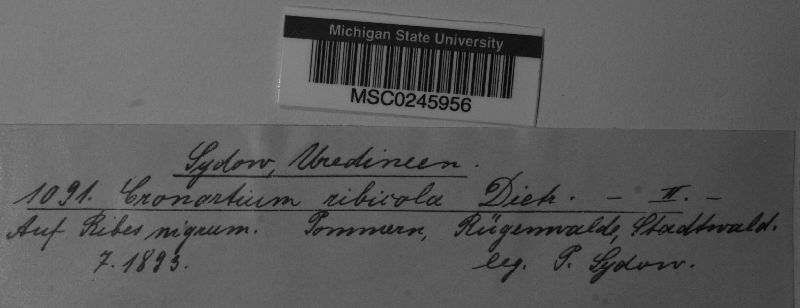 Michigan State University
MSC0245956
Sydow, Uredineen.
1091. Cronartium ribicola Dietr. - II. -
Auf Ribes nigrum. Pommern, Rügenwalde, Stadtwald.
7. 1893. leg. P. Sydow.